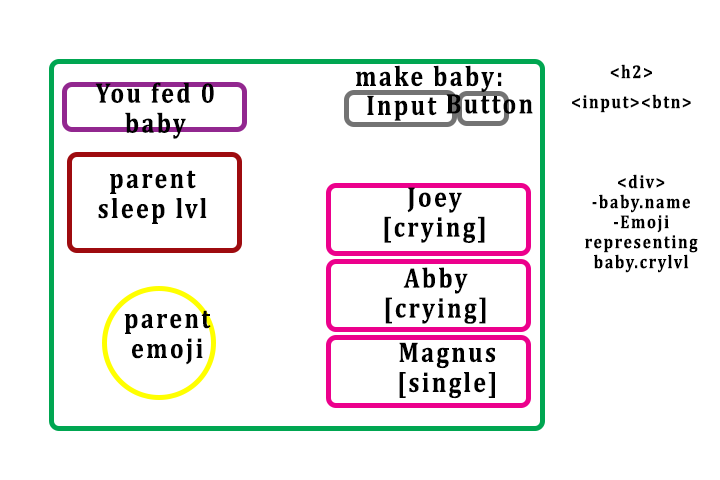 You fed 0
baby
parent
sleep lvl
parent
emoji
make baby:
Input Button
Joey
[crying]
Abby
[crying]
Magnus
[single]
<h2>
<input><btn>
<div>
-baby.name
-Emoji
representing
baby.crylvl